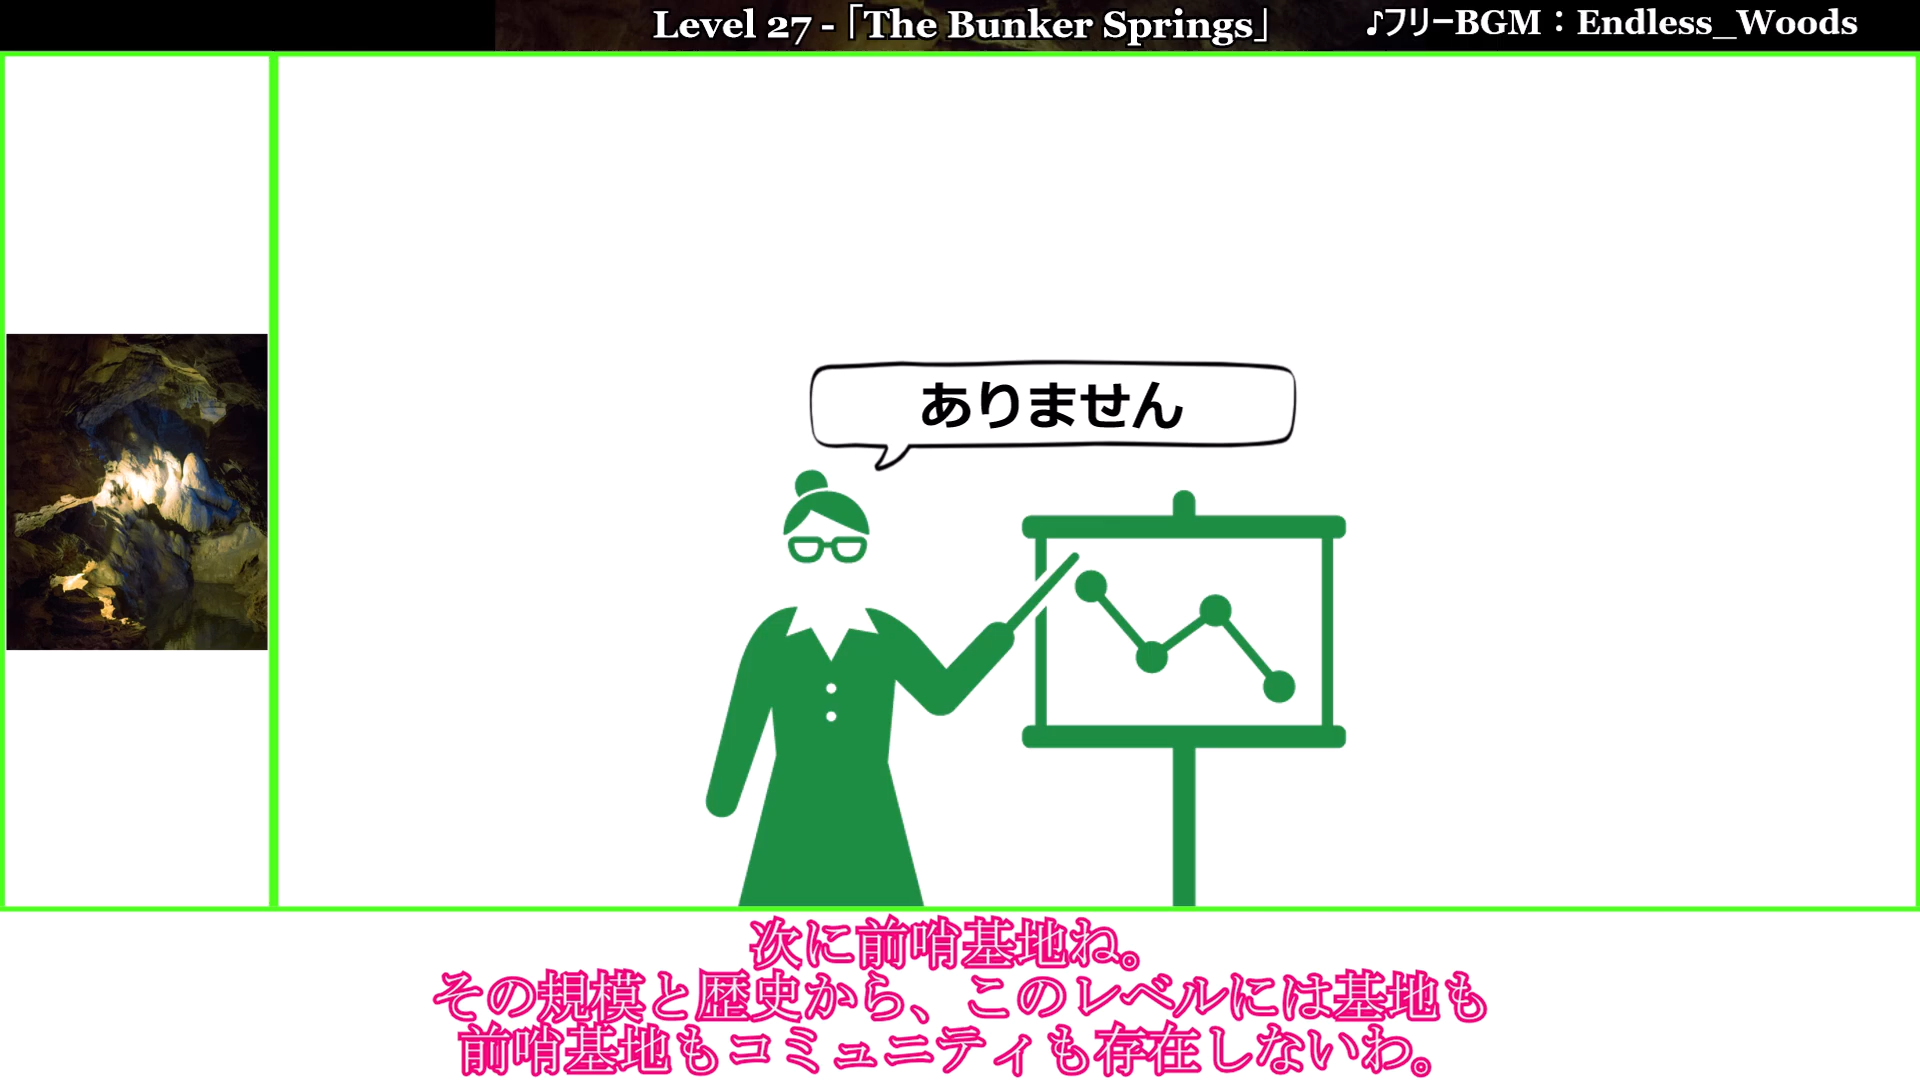 Level 27 -「The Bunker Springs」
♪フリーBGM：Endless_Woods
ありません
次に前哨基地ね。
その規模と歴史から、このレベルには基地も
前哨基地もコミュニティも存在しないわ。